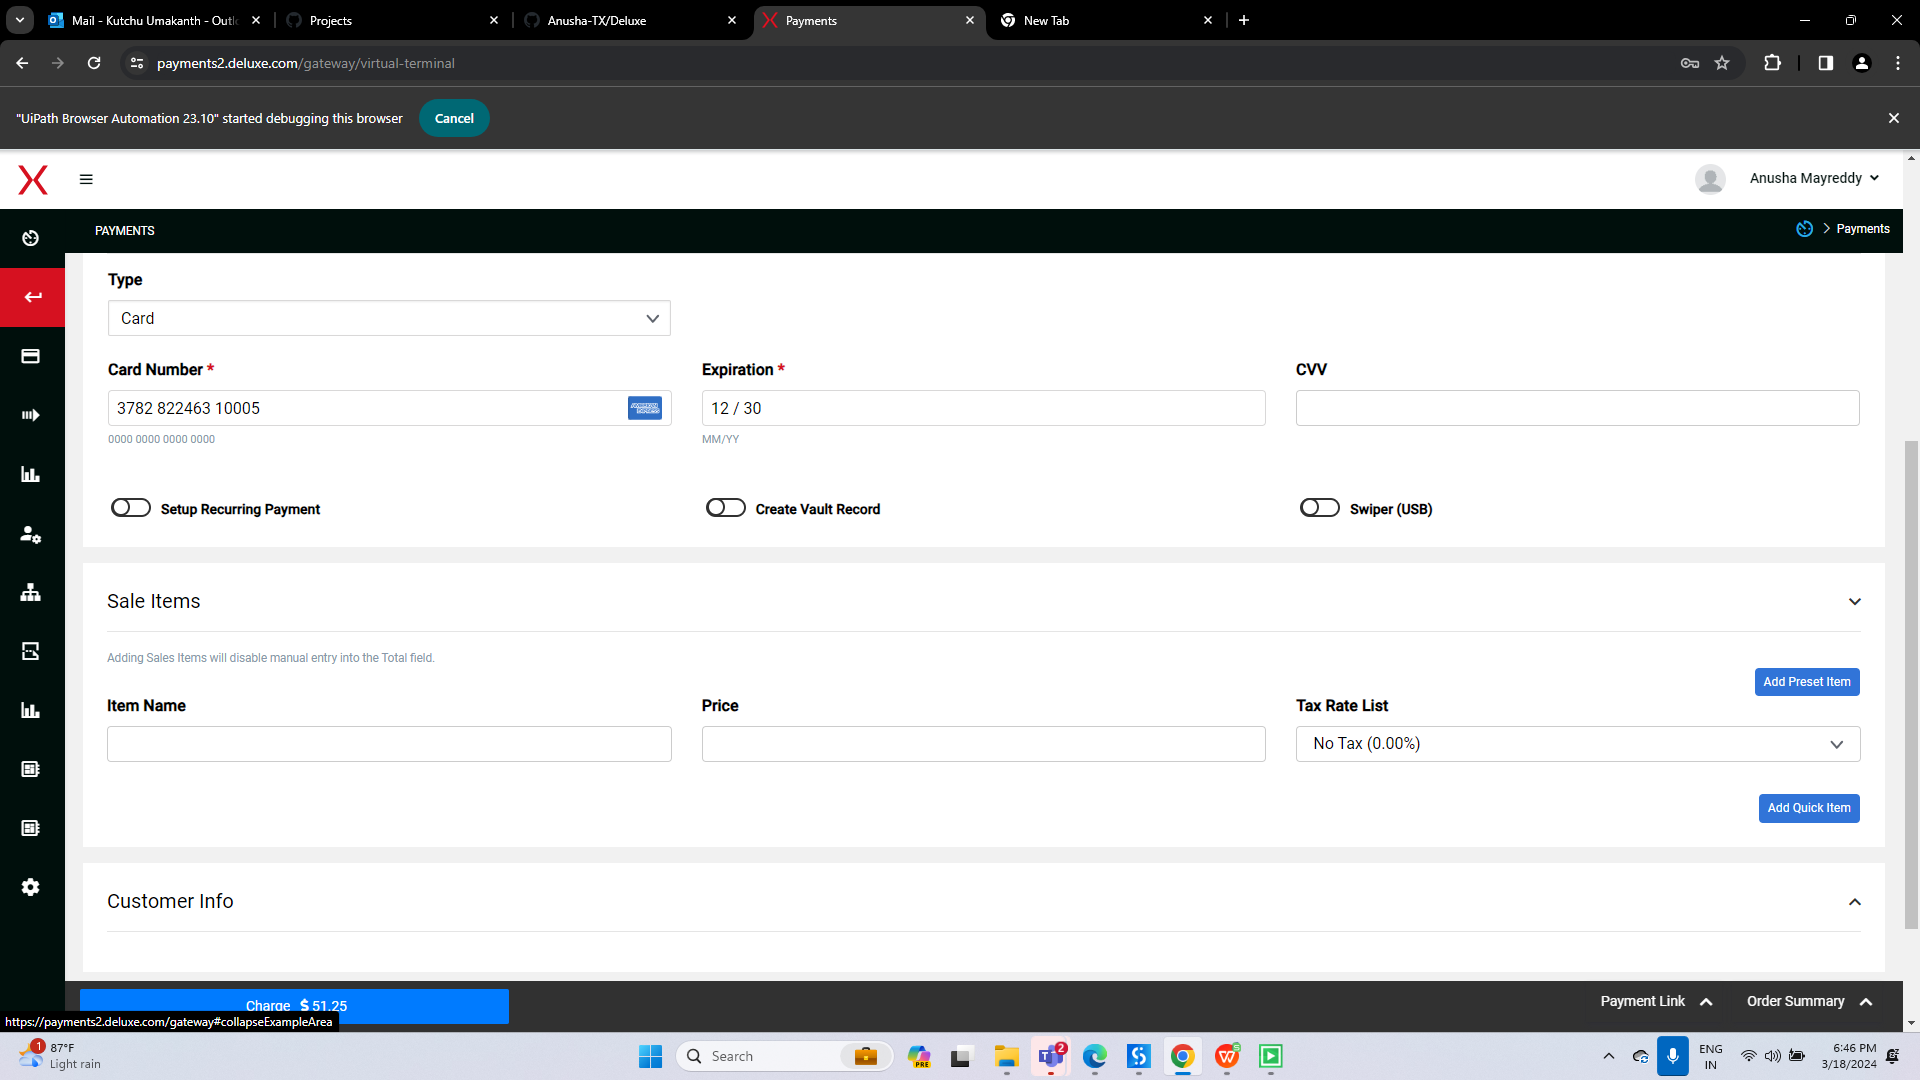 Mail - Kutchu Umakanth - Outlo
Projects
Anusha-TX/Deluxe
Payments
New Tab
payments2.deluxe.com/gateway/virtual-terminal
"UiPath Browser Automation 23.10" started debugging this browser
Cancel
Anusha Mayreddy
PAYMENTS
Payments
Type
Card
Card Number *
Expiration *
CVV
3782 822463 10005
AMERICAN EXPRESS
12 / 30
0000 0000 0000 0000
MM/YY
Setup Recurring Payment
Create Vault Record
Swiper (USB)
Sale Items
Adding Sales Items will disable manual entry into the Total field.
Add Preset Item
Item Name
Price
Tax Rate List
No Tax (0.00%)
Add Quick Item
Customer Info
Charge $ 51.25
Payment Link
Order Summary
https://payments2.deluxe.com/gateway#collapseExampleArea
1
87°F
Light rain
Search
PRE
2
ENG
IN
6:46 PM
3/18/2024